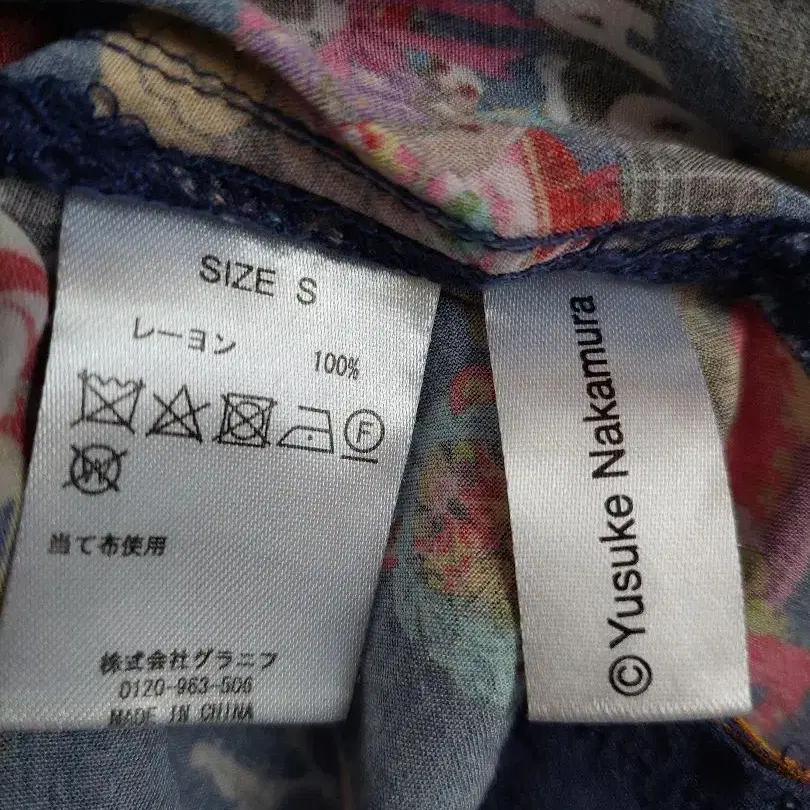 SIZE S
レーヨン 100%
F
W
当て布使用
株式会社グラニフ
0120-963-506
MADE IN CHINA
©Yusuke Nakamura